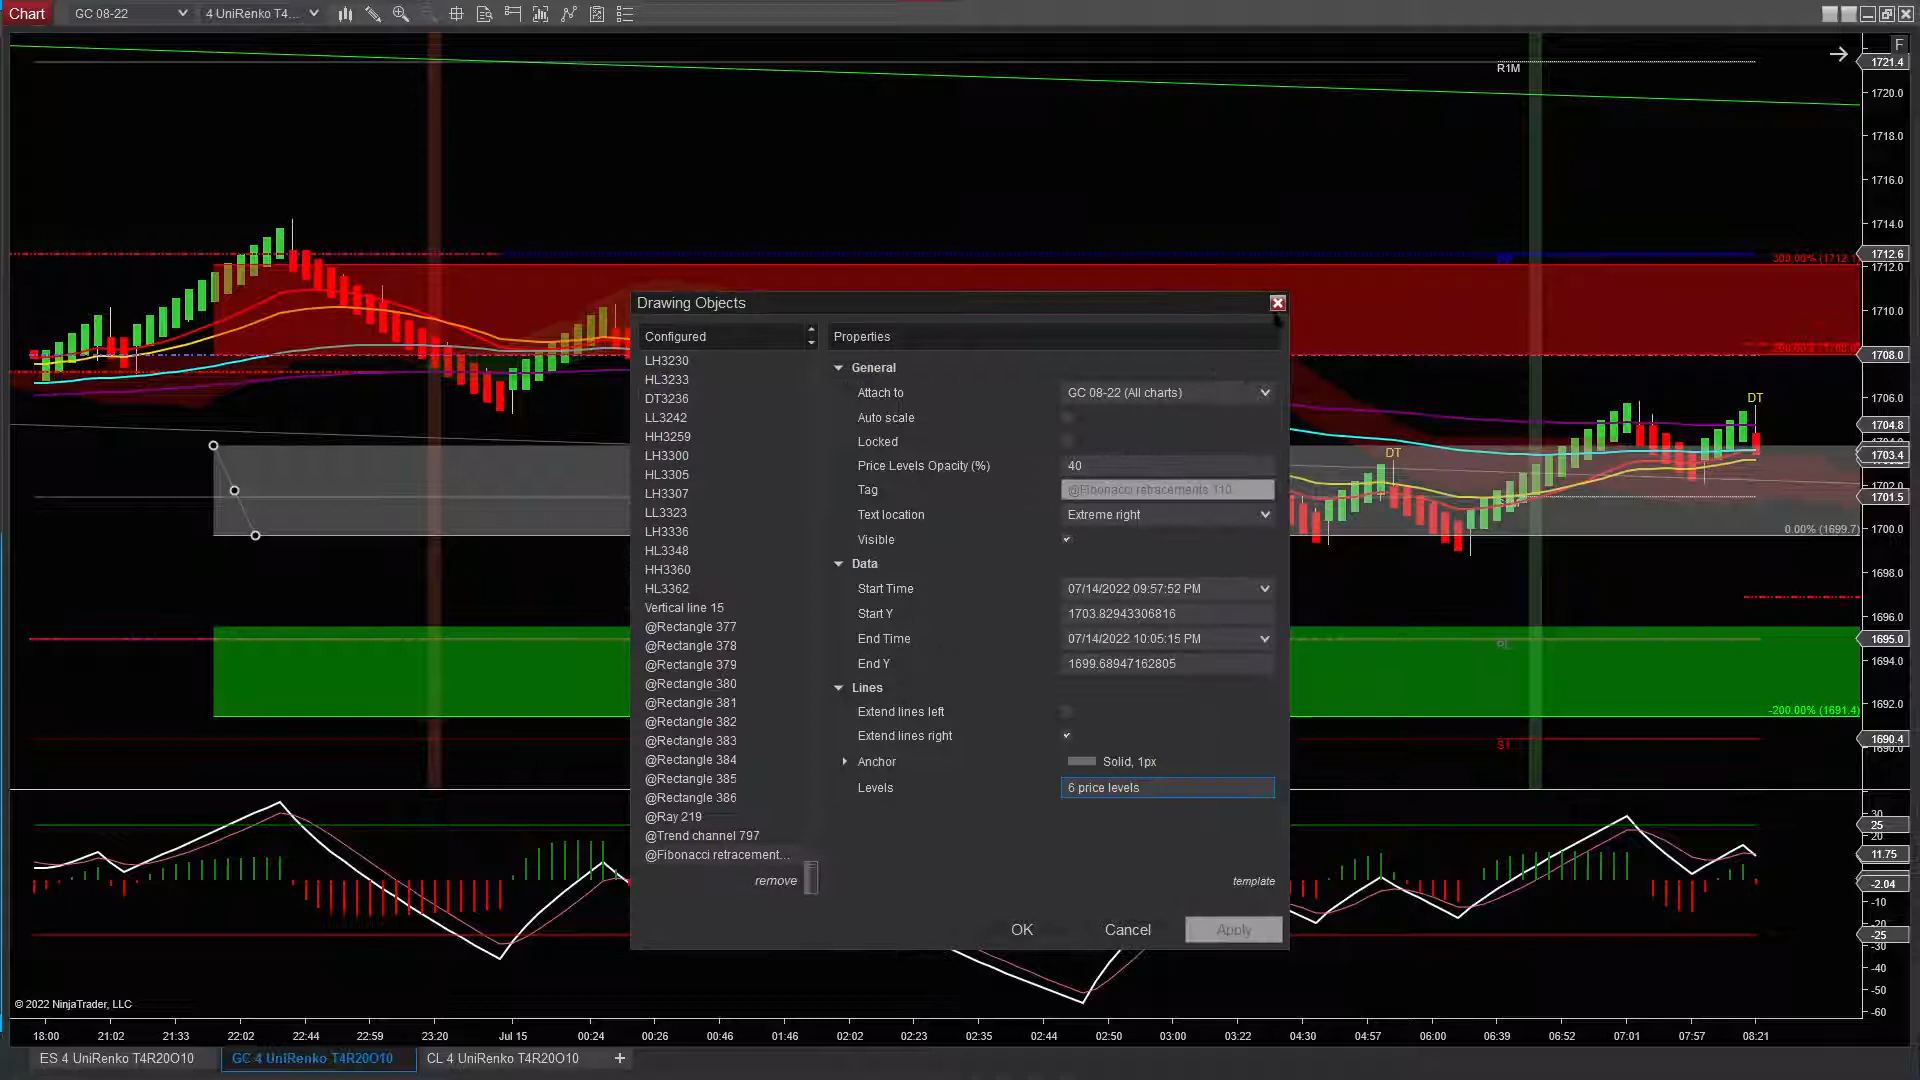 Chart
GC 08-22
4 UniRenko T4...
F
R1M
1721.4
1720.0
1718.0
1716.0
1714.0
1712.6
300.00% (1712.1)
1712.0
1710.0
1708.0
1706.0
DT
DT
1704.8
1703.4
1702.0
1701.5
0.00% (1699.7)
1700.0
1698.0
1696.0
1695.0
1694.0
1692.0
-200.00% (1691.4)
1690.4
1690.0
S1
Drawing Objects
Configured
LH3230
HL3233
DT3236
LL3242
HH3259
LH3300
HL3305
LH3307
LL3323
LH3336
HL3348
HH3360
HL3362
Vertical line 15
@Rectangle 377
@Rectangle 378
@Rectangle 379
@Rectangle 380
@Rectangle 381
@Rectangle 382
@Rectangle 383
@Rectangle 384
@Rectangle 385
@Rectangle 386
@Ray 219
@Trend channel 797
@Fibonacci retracement...
remove
Properties
General
Attach to GC 08-22 (All charts)
Auto scale
Locked
Price Levels Opacity (%) 40
Tag @Fibonacci retracements 110
Text location Extreme right
Visible
Data
Start Time 07/14/2022 09:57:52 PM
Start Y 1703.82943306816
End Time 07/14/2022 10:05:15 PM
End Y 1699.68947162805
Lines
Extend lines left
Extend lines right
Anchor Solid, 1px
Levels 6 price levels
template
OK Cancel Apply
30
25
20
11.75
-2.04
-10
-20
-25
-30
-40
-50
-60
© 2022 NinjaTrader, LLC
18:00 21:02 21:33 22:02 22:44 22:59 23:20 Jul 15 00:24 00:26 00:46 01:46 02:02 02:14 02:35 02:44 02:50 03:00 03:22 04:30 04:57 06:00 06:39 06:52 07:01 07:57 08:21
ES 4 UniRenko T4R20O10 GC 4 UniRenko T4R20O10 CL 4 UniRenko T4R20O10 +